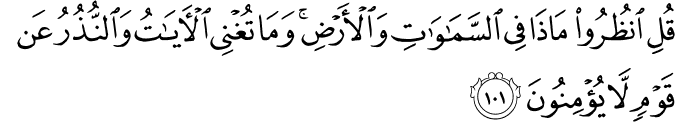 قُلِ ٱنظُرُوا۟ مَاذَا فِى ٱلسَّمَٰوَٰتِ وَٱلْأَرْضِ ۚ وَمَا تُغْنِى ٱلْءَايَٰتُ وَٱلنُّذُرُ عَن
قَوْمٍ لَّا يُؤْمِنُونَ ١٠١